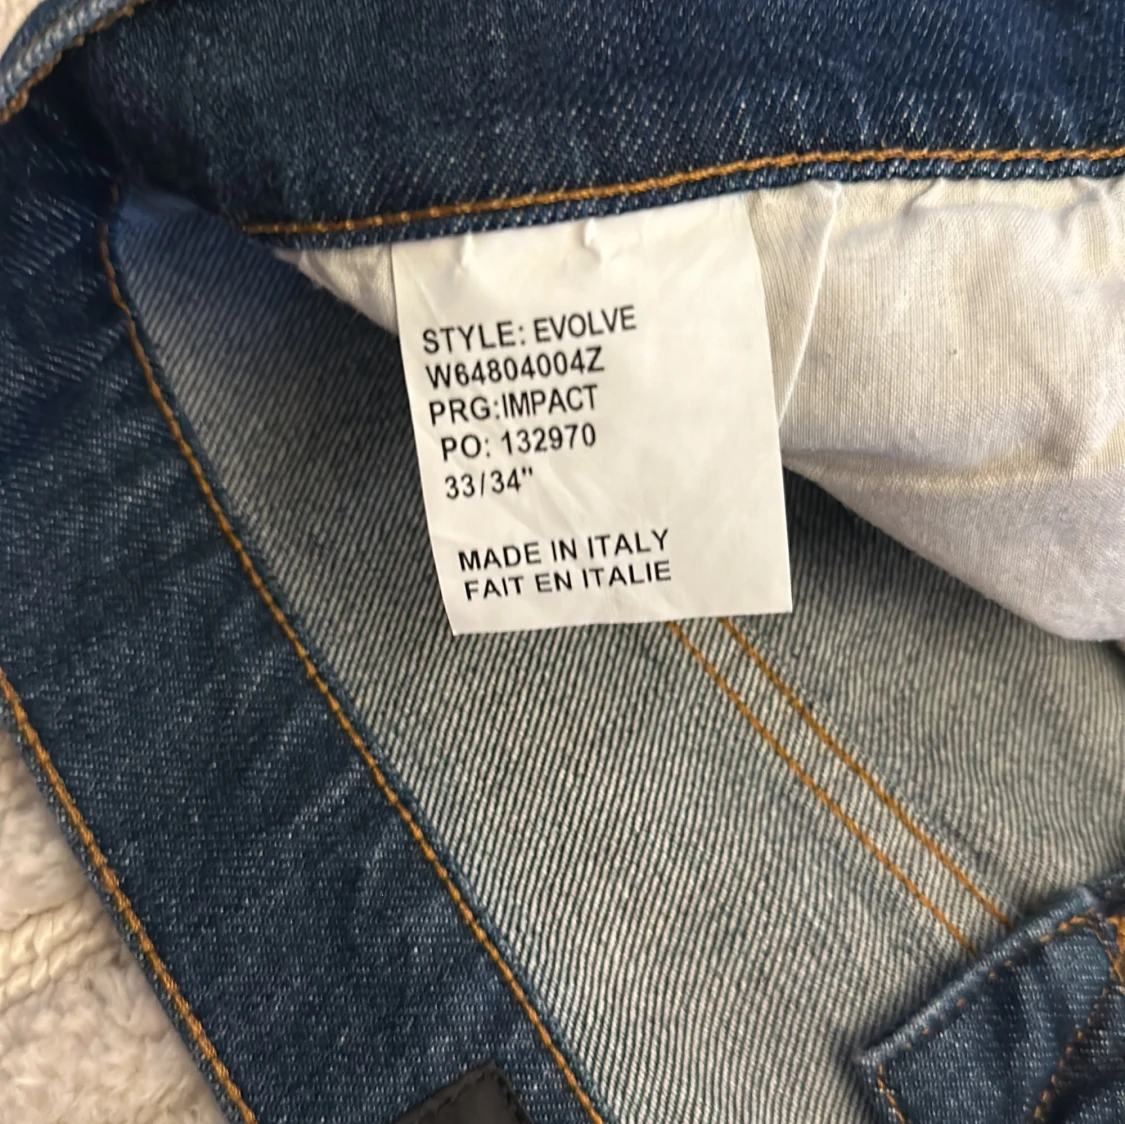 STYLE: EVOLVE
W64804004Z
PRG:IMPACT
PO: 132970
33/34"
MADE IN ITALY
FAIT EN ITALIE